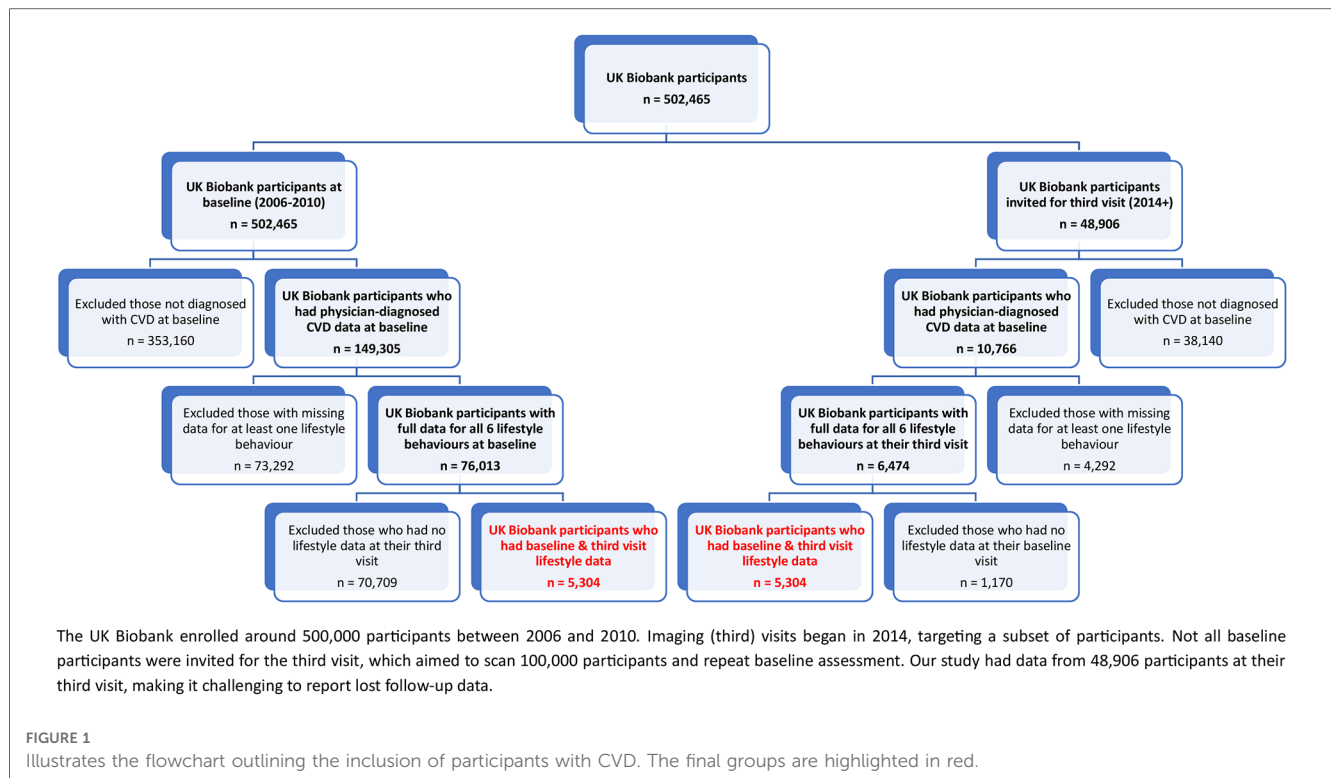 UK Biobank participants
n = 502,465
UK Biobank participants at
baseline (2006-2010)
n = 502,465
UK Biobank participants
invited for third visit (2014+)
n = 48,906
Excluded those not diagnosed
with CVD at baseline
n = 353,160
UK Biobank participants who
had physician-diagnosed
CVD data at baseline
n = 149,305
UK Biobank participants who
had physician-diagnosed
CVD data at baseline
n = 10,766
Excluded those not diagnosed
with CVD at baseline
n = 38,140
Excluded those with missing
data for at least one lifestyle
behaviour
n = 73,292
UK Biobank participants with
full data for all 6 lifestyle
behaviours at baseline
n = 76,013
UK Biobank participants with
full data for all 6 lifestyle
behaviours at their third visit
n = 6,474
Excluded those with missing
data for at least one lifestyle
behaviour
n = 4,292
Excluded those who had no
lifestyle data at their third
visit
n = 70,709
UK Biobank participants who
had baseline & third visit
lifestyle data
n = 5,304
UK Biobank participants who
had baseline & third visit
lifestyle data
n = 5,304
Excluded those who had no
lifestyle data at their baseline
visit
n = 1,170
The UK Biobank enrolled around 500,000 participants between 2006 and 2010. Imaging (third) visits began in 2014, targeting a subset of participants. Not all baseline
participants were invited for the third visit, which aimed to scan 100,000 participants and repeat baseline assessment. Our study had data from 48,906 participants at their
third visit, making it challenging to report lost follow-up data.
FIGURE 1
Illustrates the flowchart outlining the inclusion of participants with CVD. The final groups are highlighted in red.